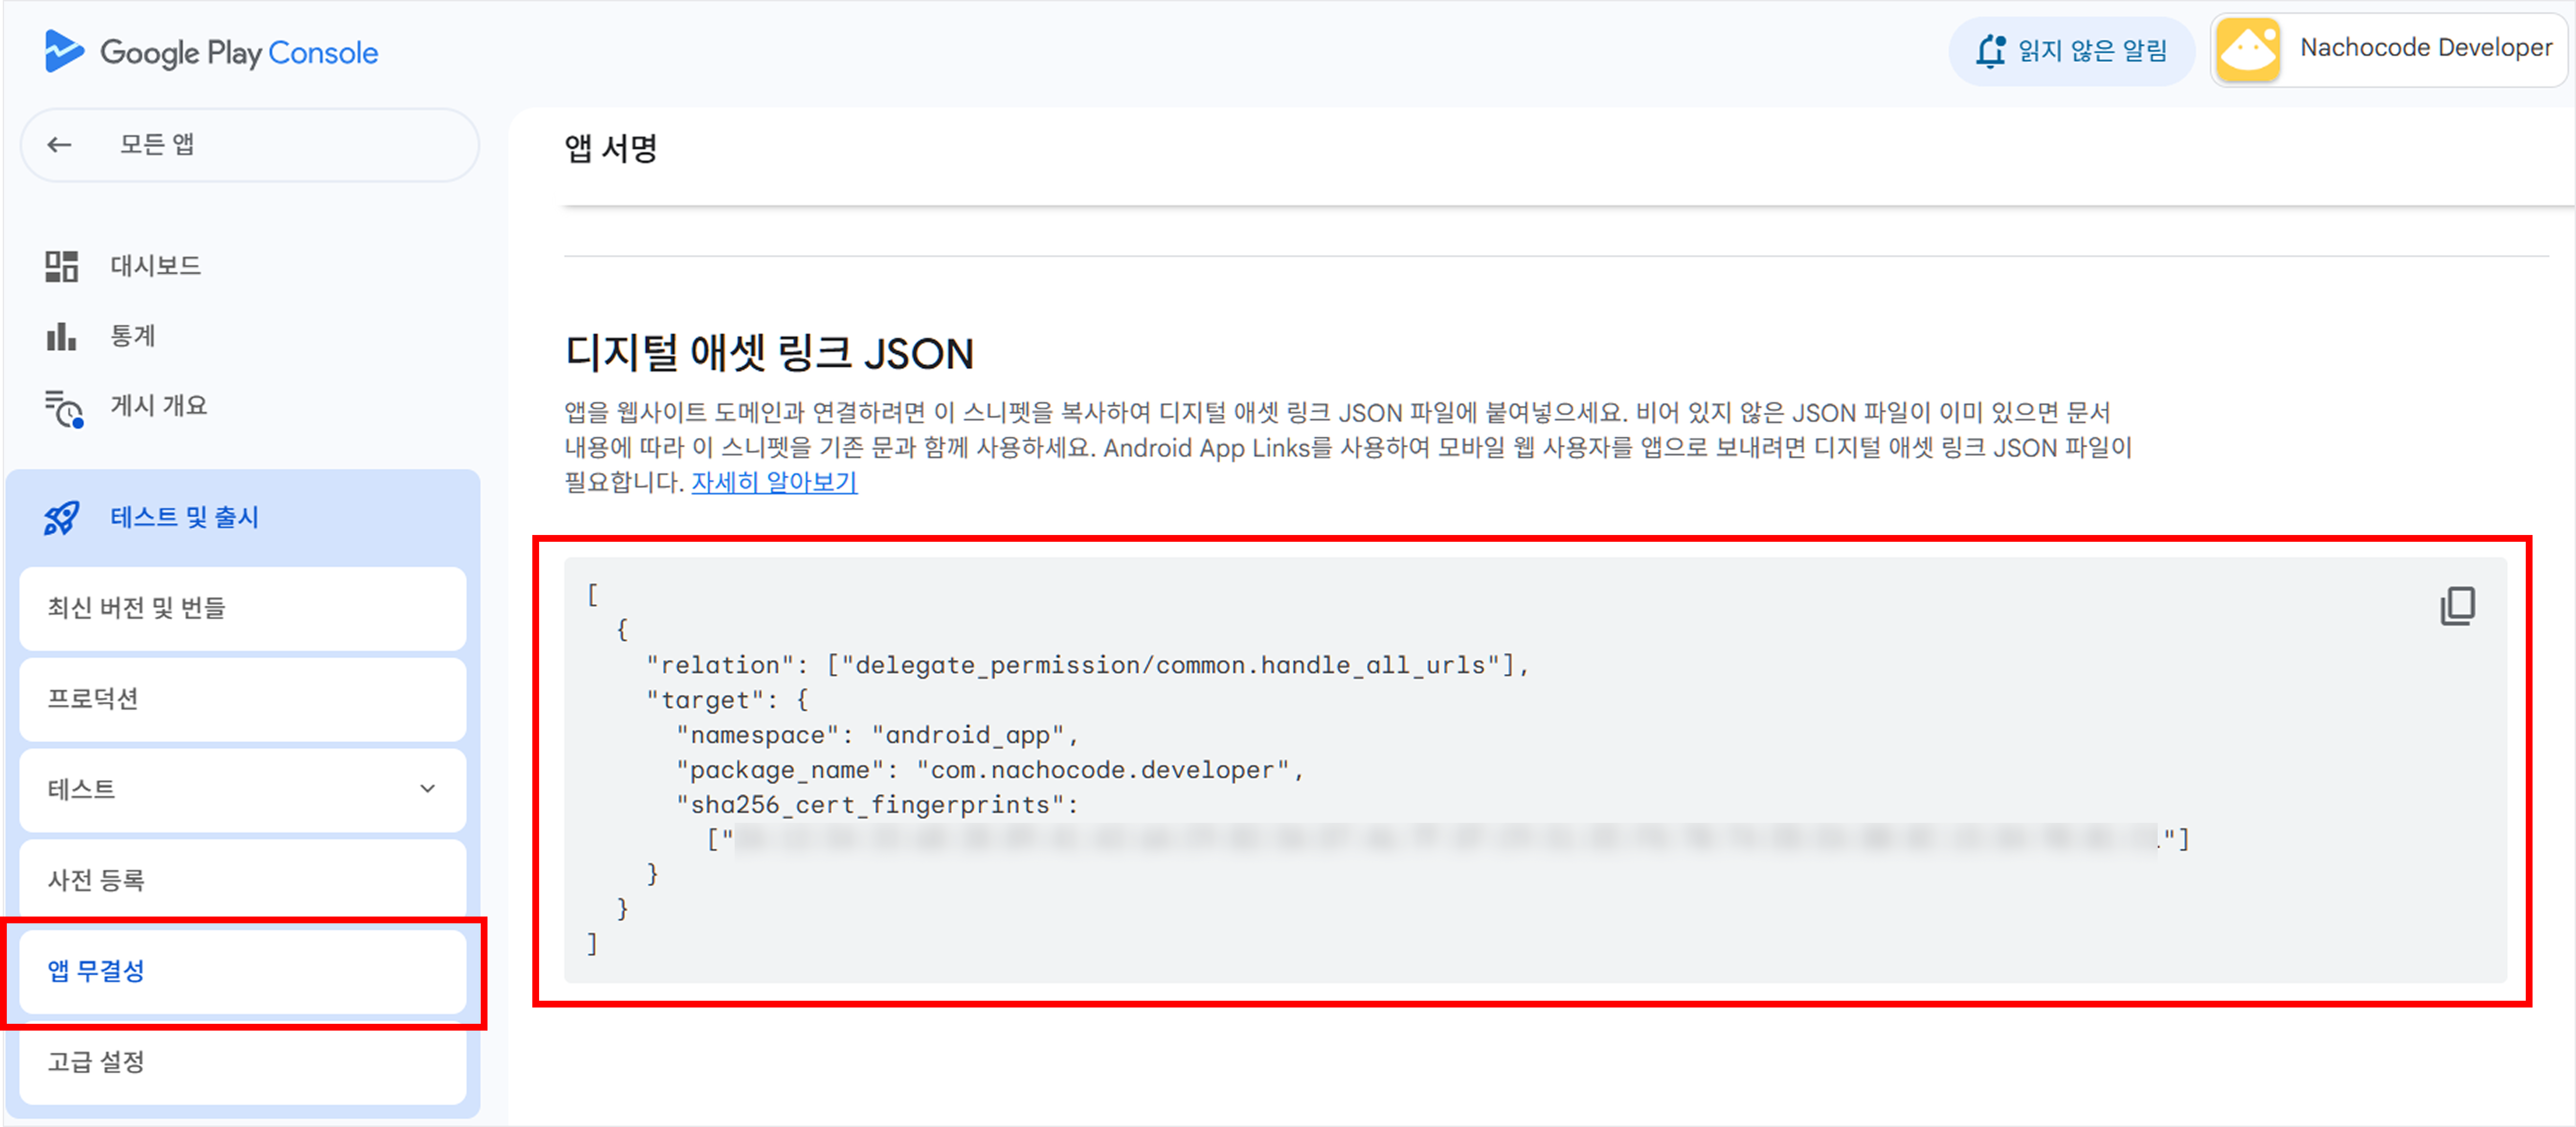 Google Play Console
읽지 않은 알림
Nachocode Developer
모든 앱
대시보드
통계
게시 개요
테스트 및 출시
최신 버전 및 번들
프로덕션
테스트
사전 등록
앱 무결성
고급 설정
앱 서명
디지털 애셋 링크 JSON
앱을 웹사이트 도메인과 연결하려면 이 스니펫을 복사하여 디지털 애셋 링크 JSON 파일에 붙여넣으세요. 비어 있지 않은 JSON 파일이 이미 있으면 문서
내용에 따라 이 스니펫을 기존 문과 함께 사용하세요. Android App Links를 사용하여 모바일 웹 사용자를 앱으로 보내려면 디지털 애셋 링크 JSON 파일이
필요합니다. 자세히 알아보기
[
{
"relation": ["delegate_permission/common.handle_all_urls"],
"target": {
"namespace": "android_app",
"package_name": "com.nachocode.developer",
"sha256_cert_fingerprints":
[""]
}
}
]